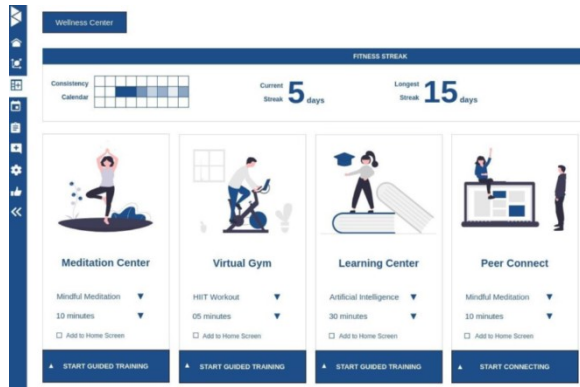 Wellness Center
FITNESS STREAK
Consistency
Calendar
Current
Streak
5 days
Longest
Streak
15 days
Meditation Center
Mindful Meditation
10 minutes
Add to Home Screen
START GUIDED TRAINING
Virtual Gym
HIIT Workout
05 minutes
Add to Home Screen
START GUIDED TRAINING
Learning Center
Artificial Intelligence
30 minutes
Add to Home Screen
START GUIDED TRAINING
Peer Connect
Mindful Meditation
10 minutes
Add to Home Screen
START CONNECTING